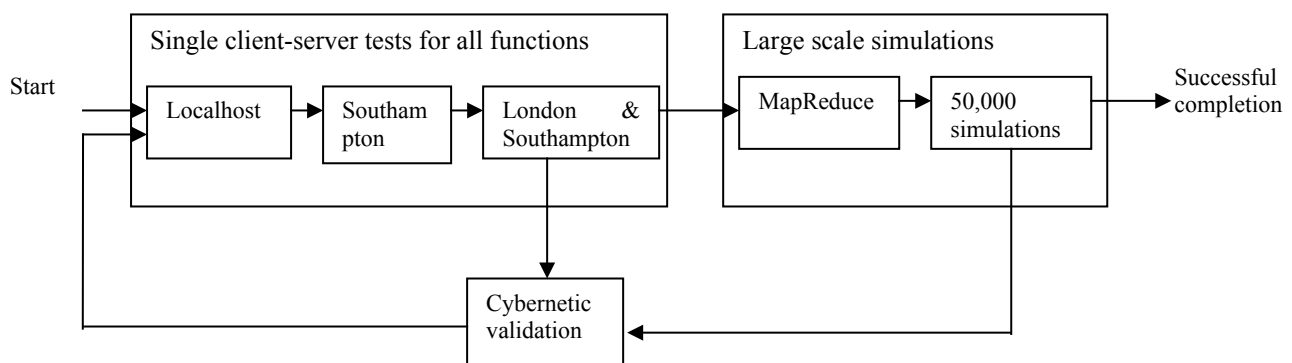 Single client-server tests for all functions
Large scale simulations
Start
Localhost
Southam
pton
London &
Southampton
MapReduce
50,000
simulations
Successful
completion
Cybernetic
validation